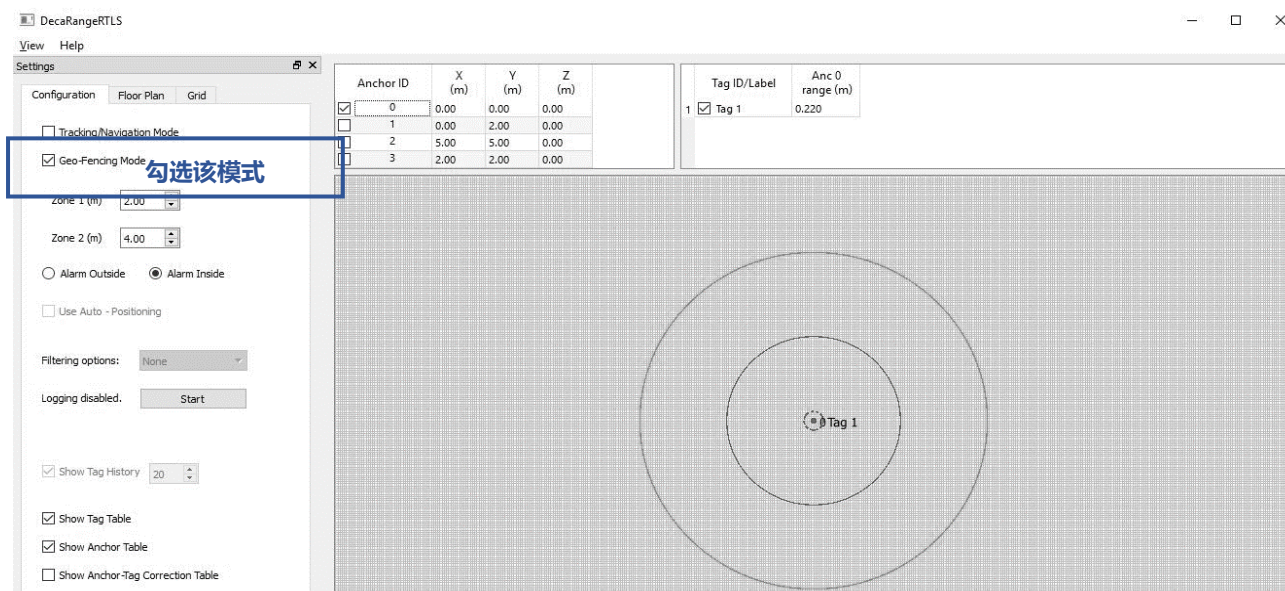 DecaRangeRTLS
View Help
Settings
Configuration Floor Plan Grid
Tracking/Navigation Mode
Geo-Fencing Mode
勾选该模式
Zone 1 (m) 2.00
Zone 2 (m) 4.00
Alarm Outside Alarm Inside
Use Auto - Positioning
Filtering options: None
Logging disabled. Start
Show Tag History 20
Show Tag Table
Show Anchor Table
Show Anchor-Tag Correction Table
Anchor ID X (m) Y (m) Z (m)
0 0.00 0.00 0.00
1 0.00 2.00 0.00
2 5.00 5.00 0.00
3 2.00 2.00 0.00
Tag ID/Label Anc 0 range (m)
1 Tag 1 0.220
0 Tag 1